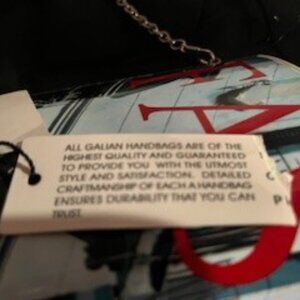 ALL GALIAN HANDBAGS ARE OF THE
HIGHEST QUALITY AND GUARANTEED
TO PROVIDE YOU WITH THE UTMOST
STYLE AND SATISFACTION. DETAILED
CRAFTMANSHIP OF EACH A HANDBAG
ENSURES DURABILITY THAT YOU CAN
TRUST.